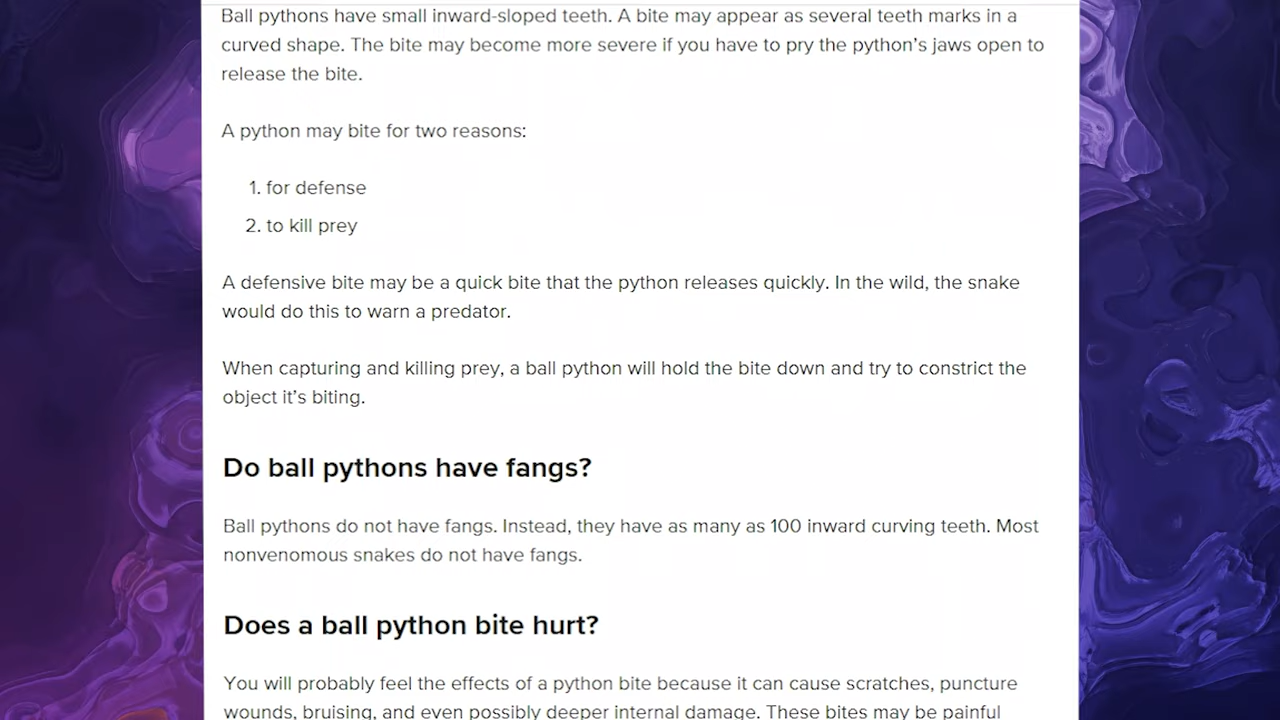 Ball pythons have small inward-sloped teeth. A bite may appear as several teeth marks in a
curved shape. The bite may become more severe if you have to pry the python’s jaws open to
release the bite.
A python may bite for two reasons:
1. for defense
2. to kill prey
A defensive bite may be a quick bite that the python releases quickly. In the wild, the snake
would do this to warn a predator.
When capturing and killing prey, a ball python will hold the bite down and try to constrict the
object it’s biting.
Do ball pythons have fangs?
Ball pythons do not have fangs. Instead, they have as many as 100 inward curving teeth. Most
nonvenomous snakes do not have fangs.
Does a ball python bite hurt?
You will probably feel the effects of a python bite because it can cause scratches, puncture
wounds, bruising, and even possibly deeper internal damage. These bites may be painful